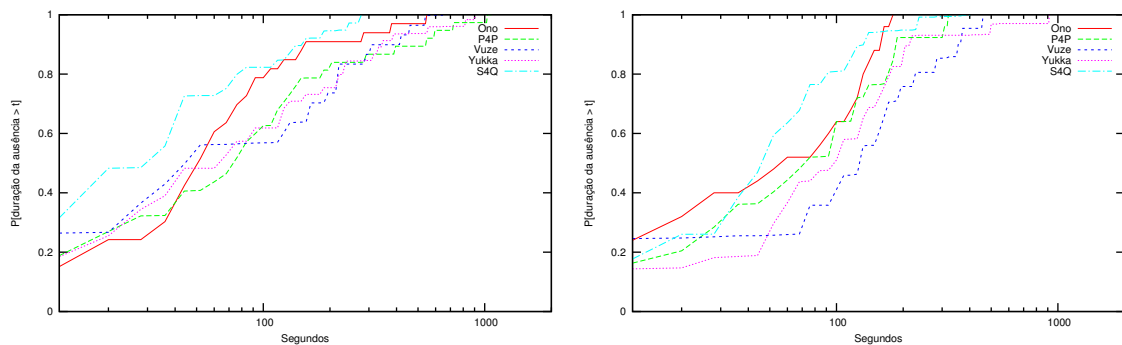 P[duração da ausência > t]
1
0.8
0.6
0.4
0.2
0
100
1000
Segundos
Ono
P4P
Vuze
Yukka
S4Q
P[duração da ausência > t]
1
0.8
0.6
0.4
0.2
0
100
1000
Segundos
Ono
P4P
Vuze
Yukka
S4Q